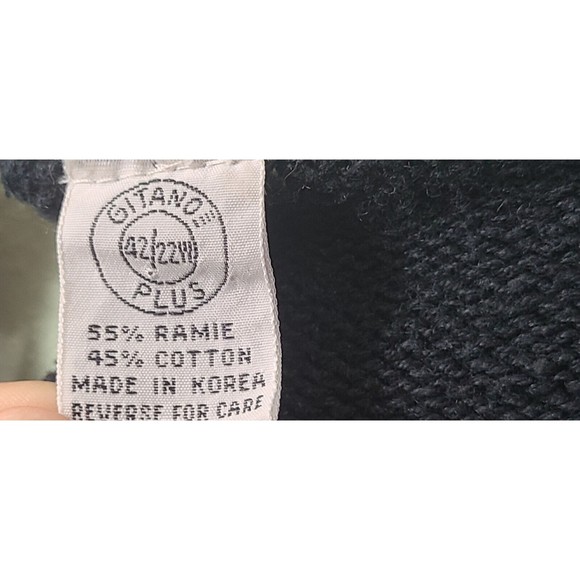 GITANO®
42/22W
PLUS
55% RAMIE
45% COTTON
MADE IN KOREA
REVERSE FOR CARE